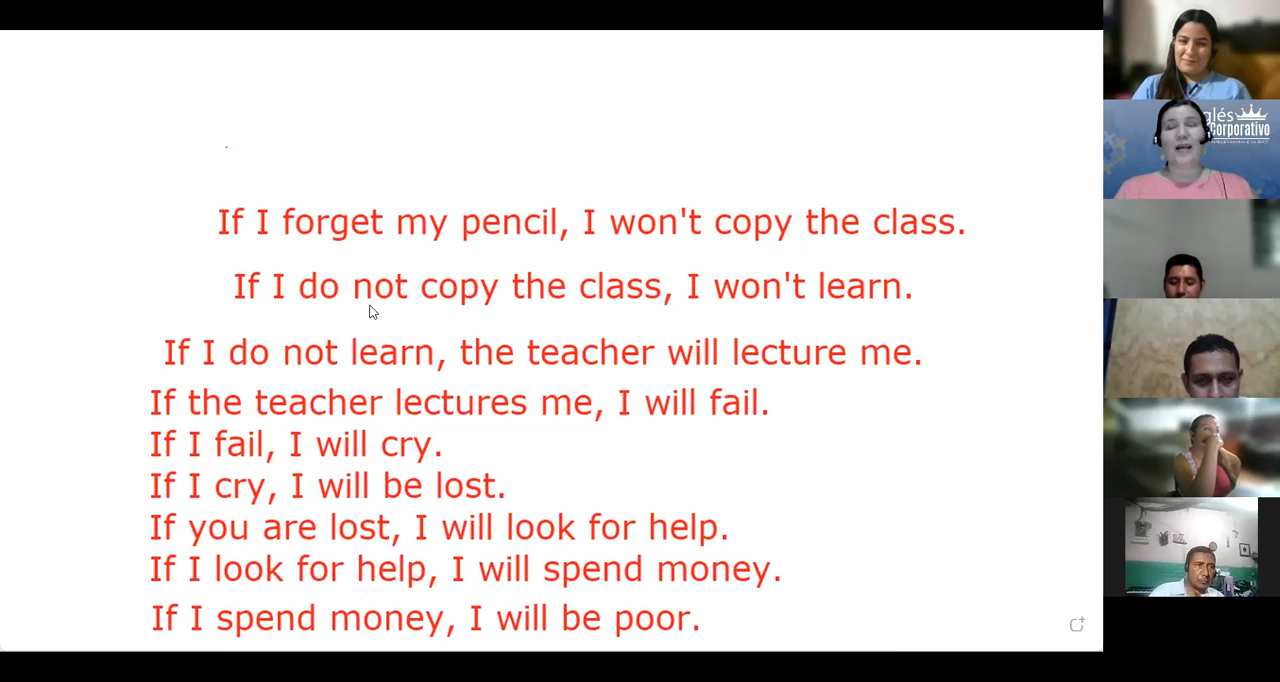 If I forget my pencil, I won't copy the class.
If I do not copy the class, I won't learn.
If I do not learn, the teacher will lecture me.
If the teacher lectures me, I will fail.
If I fail, I will cry.
If I cry, I will be lost.
If you are lost, I will look for help.
If I look for help, I will spend money.
If I spend money, I will be poor.
glés
Corporativo